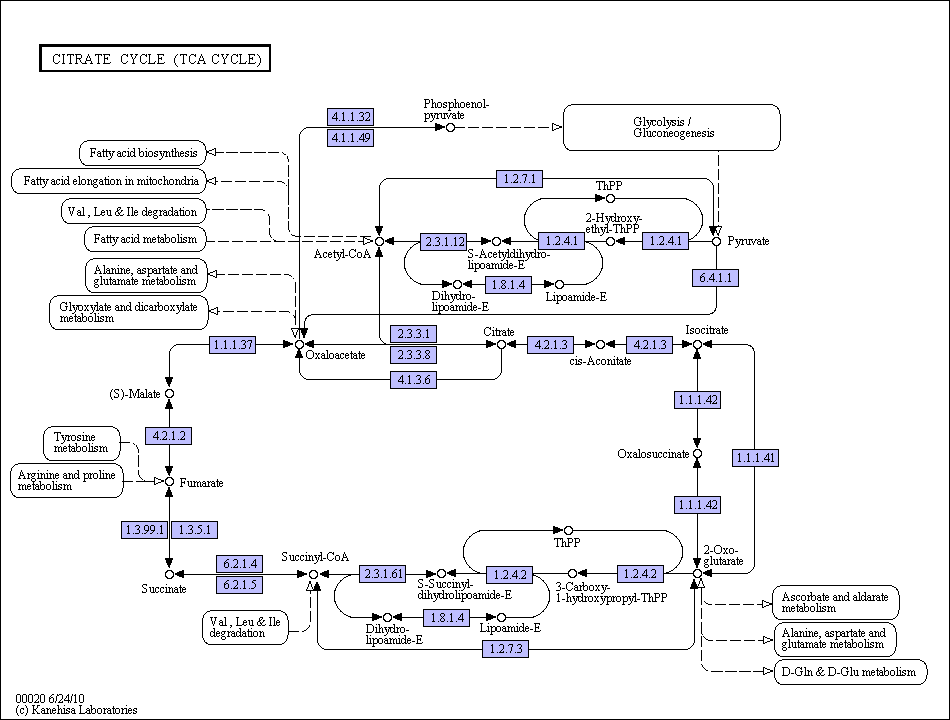 CITRATE CYCLE (TCA CYCLE)
Phosphoenol-
pyruvate
4.1.1.32
4.1.1.49
Glycolysis /
Gluconeogenesis
Fatty acid biosynthesis
Fatty acid elongation in mitochondria
Val , Leu & Ile degradation
Fatty acid metabolism
Alanine, aspartate and
glutamate metabolism
Glyoxylate and dicarboxylate
metabolism
1.2.7.1
ThPP
2-Hydroxy-
ethyl-ThPP
Acetyl-CoA
2.3.1.12
S-Acetyldihydro-
lipoamide-E
1.2.4.1
1.2.4.1
Pyruvate
Dihydro-
lipoamide-E
1.8.1.4
Lipoamide-E
6.4.1.1
1.1.1.37
Oxaloacetate
2.3.3.1
2.3.3.8
4.1.3.6
Citrate
4.2.1.3
cis-Aconitate
4.2.1.3
Isocitrate
(S)-Malate
1.1.1.42
4.2.1.2
Tyrosine
metabolism
Arginine and proline
metabolism
Fumarate
Oxalosuccinate
1.1.1.41
1.1.1.42
1.3.99.1
1.3.5.1
ThPP
Succinate
6.2.1.4
6.2.1.5
Succinyl-CoA
2.3.1.61
S-Succinyl-
dihydrolipoamide-E
1.2.4.2
3-Carboxy-
1-hydroxypropyl-ThPP
1.2.4.2
2-Oxo-
glutarate
Val , Leu & Ile
degradation
Dihydro-
lipoamide-E
1.8.1.4
Lipoamide-E
1.2.7.3
Ascorbate and aldarate
metabolism
Alanine, aspartate and
glutamate metabolism
D-Gln & D-Glu metabolism
00020 6/24/10
(c) Kanehisa Laboratories